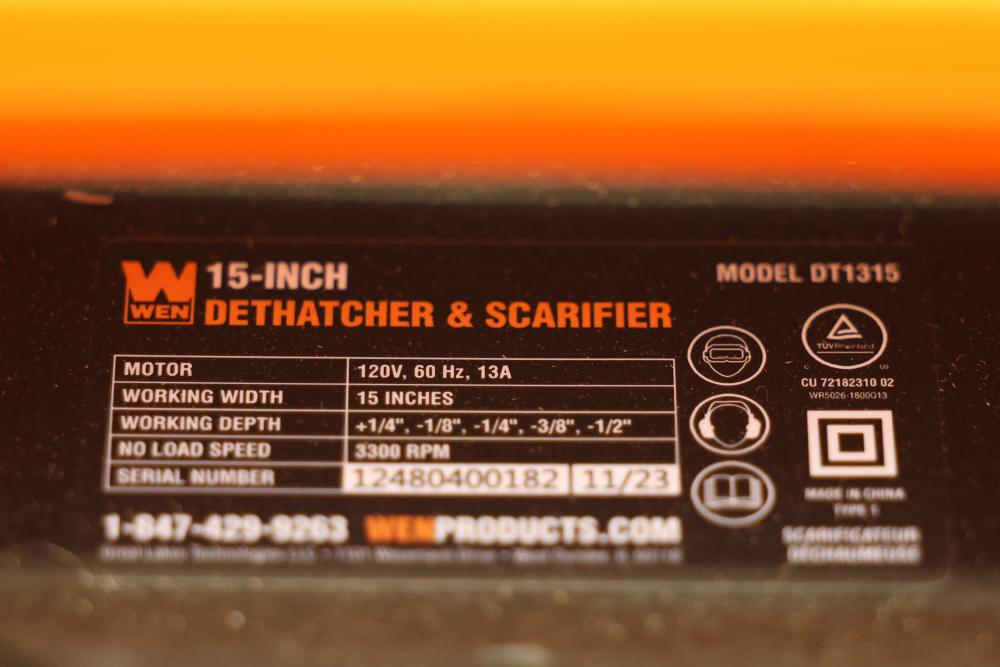 WEN
15-INCH
DETHATCHER & SCARIFIER
MODEL DT1315
MOTOR 120V, 60 Hz, 13A
WORKING WIDTH 15 INCHES
WORKING DEPTH +1/4", -1/8", -1/4", -3/8", -1/2"
NO LOAD SPEED 3300 RPM
SERIAL NUMBER 12480400182 11/23
1-847-429-9263 WENPRODUCTS.COM
TÜVRheinland
C US
CU 72182310 02
MADE IN CHINA
TYPE 1
SCARIFICATEUR
DÉCHAUMEUSE